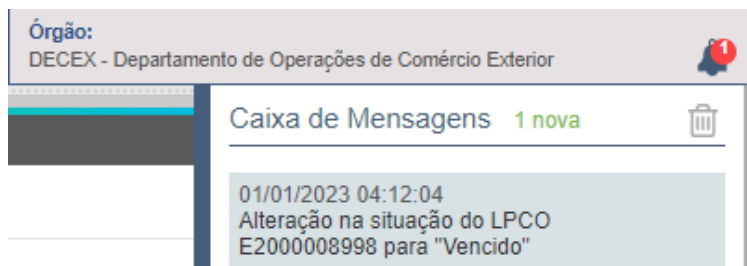 Órgão:
DECEX - Departamento de Operações de Comércio Exterior
1
Caixa de Mensagens 1 nova
01/01/2023 04:12:04
Alteração na situação do LPCO
E2000008998 para "Vencido"